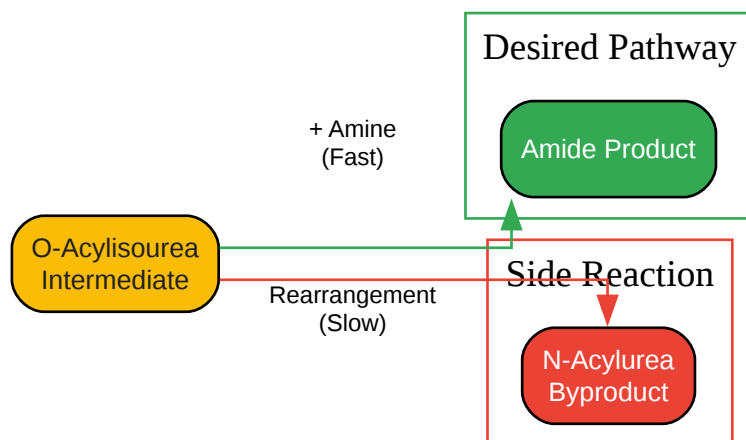 Desired Pathway
+ Amine
(Fast)
Amide Product
O-Acylisourea
Intermediate
Side Reaction
Rearrangement
(Slow)
N-Acylurea
Byproduct